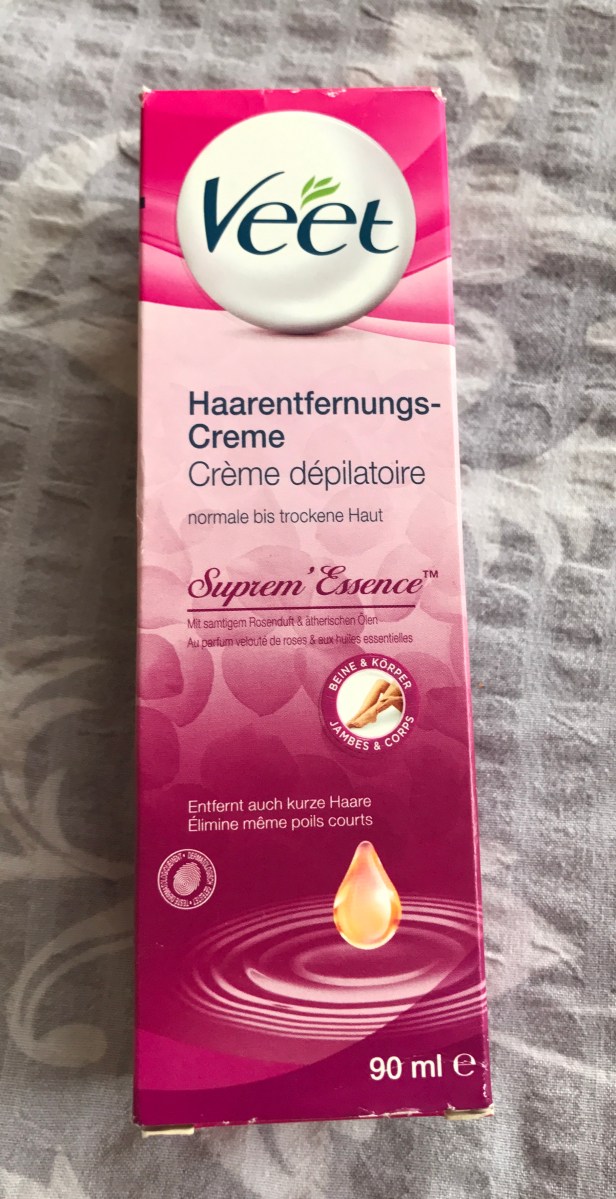 Veet
Haarentfernungs-
Creme
Crème dépilatoire
normale bis trockene Haut
Suprem'Essence™
Mit samtigem Rosenduft & ätherischen Ölen
Au parfum velouté de roses & aux huiles essentielles
BEINE & KÖRPER
JAMBES & CORPS
Entfernt auch kurze Haare
Élimine même poils courts
90 ml ℮